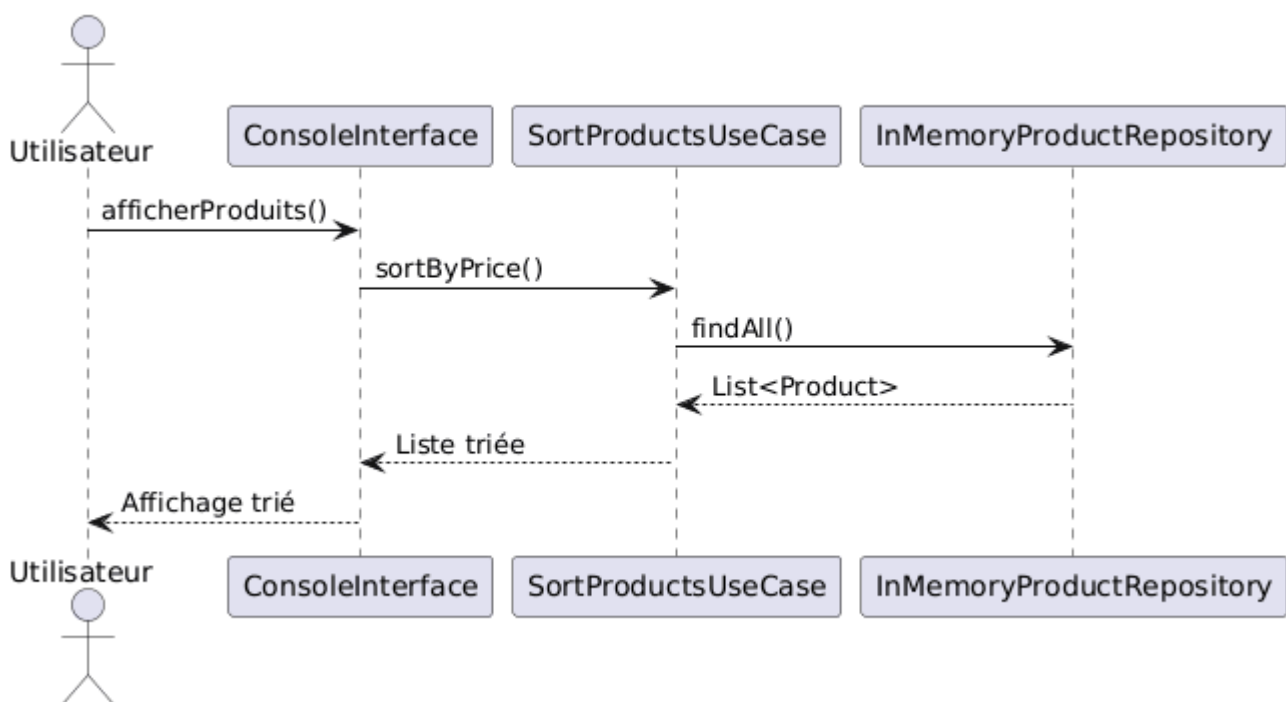 Utilisateur
ConsoleInterface
SortProductsUseCase
InMemoryProductRepository
afficherProduits()
sortByPrice()
findAll()
List<Product>
Liste triée
Affichage trié
Utilisateur
ConsoleInterface
SortProductsUseCase
InMemoryProductRepository